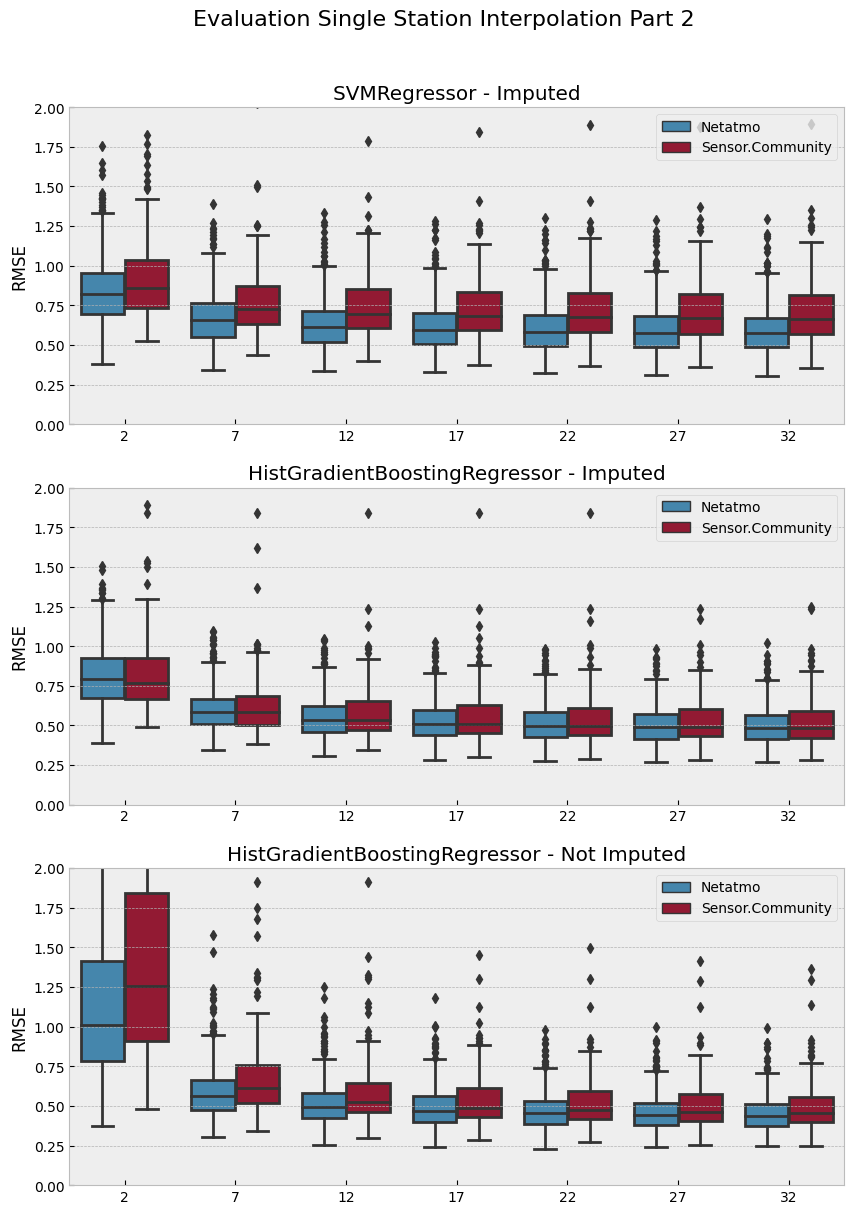 Evaluation Single Station Interpolation Part 2
SVMRegressor - Imputed
2.00
1.75
1.50
1.25
1.00
0.75
0.50
0.25
0.00
RMSE
Netatmo
Sensor.Community
2 7 12 17 22 27 32
HistGradientBoostingRegressor - Imputed
2.00
1.75
1.50
1.25
1.00
0.75
0.50
0.25
0.00
RMSE
Netatmo
Sensor.Community
2 7 12 17 22 27 32
HistGradientBoostingRegressor - Not Imputed
2.00
1.75
1.50
1.25
1.00
0.75
0.50
0.25
0.00
RMSE
Netatmo
Sensor.Community
2 7 12 17 22 27 32